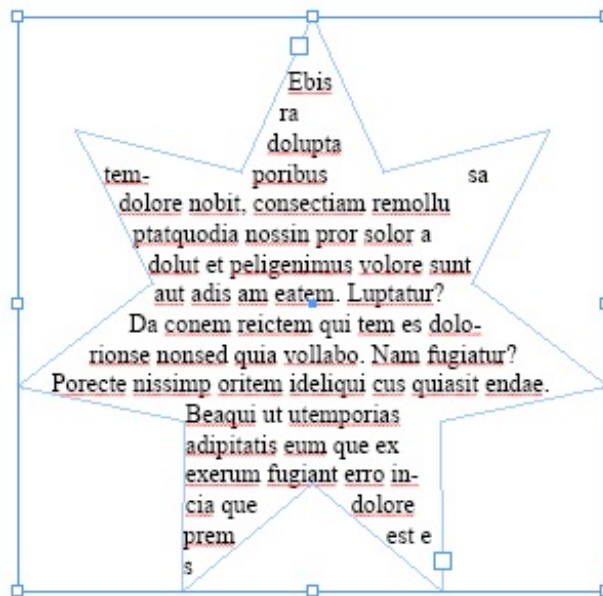 Ebis
ra
dolupta
tem- poribus sa
dolore nobit, consectiam remollu
ptatquodia nossin pror solor a
dolut et peligenimus volore sunt
aut adis am eatem. Luptatur?
Da conem reictem qui tem es dolo-
rionse nonsed quia vollabo. Nam fugiatur?
Porecte nissimp oritem ideliqui cus quiasit endae.
Beaqui ut utemporias
adipitatis eum que ex
exerum fugiant erro in-
cia que dolore
prem est e
s